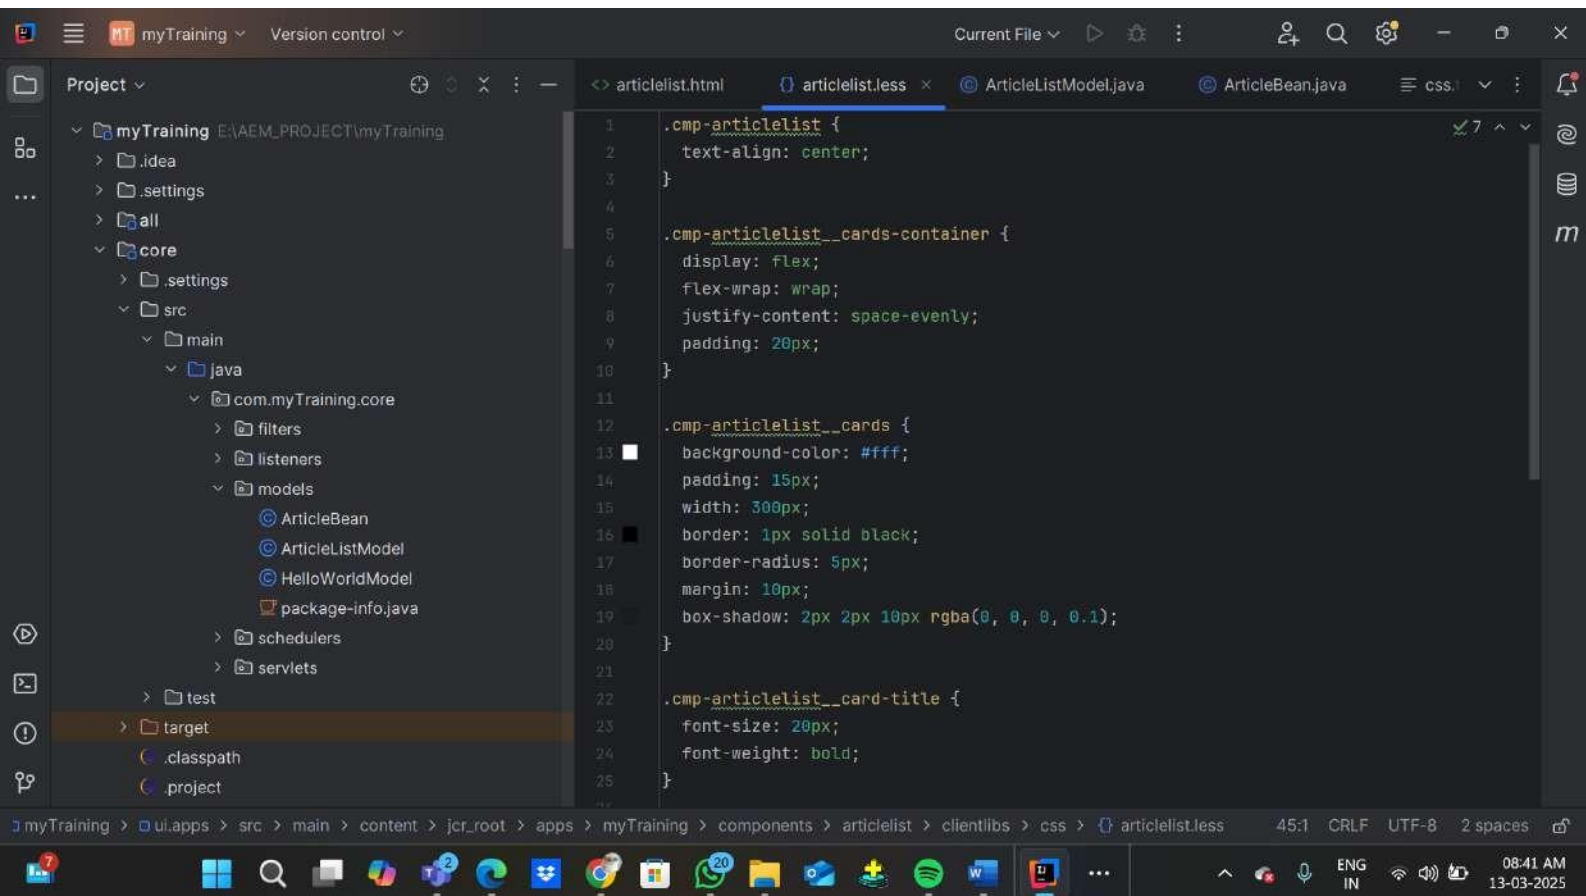 MT myTraining Version control Current File
Project
articlelist.html {} articlelist.less × ArticleListModel.java ArticleBean.java css.
myTraining E:\AEM_PROJECT\myTraining
.idea
.settings
all
core
.settings
src
main
java
com.myTraining.core
filters
listeners
models
ArticleBean
ArticleListModel
HelloWorldModel
package-info.java
schedulers
servlets
test
target
.classpath
.project
7
1 .cmp-articlelist {
2 text-align: center;
3 }
4
5 .cmp-articlelist__cards-container {
6 display: flex;
7 flex-wrap: wrap;
8 justify-content: space-evenly;
9 padding: 20px;
10 }
11
12 .cmp-articlelist__cards {
13 background-color: #fff;
14 padding: 15px;
15 width: 300px;
16 border: 1px solid black;
17 border-radius: 5px;
18 margin: 10px;
19 box-shadow: 2px 2px 10px rgba(0, 0, 0, 0.1);
20 }
21
22 .cmp-articlelist__card-title {
23 font-size: 20px;
24 font-weight: bold;
25 }
m
myTraining > ui.apps > src > main > content > jcr_root > apps > myTraining > components > articlelist > clientlibs > css > {} articlelist.less 45:1 CRLF UTF-8 2 spaces
7 2 20 ENG IN 08:41 AM
13-03-2025